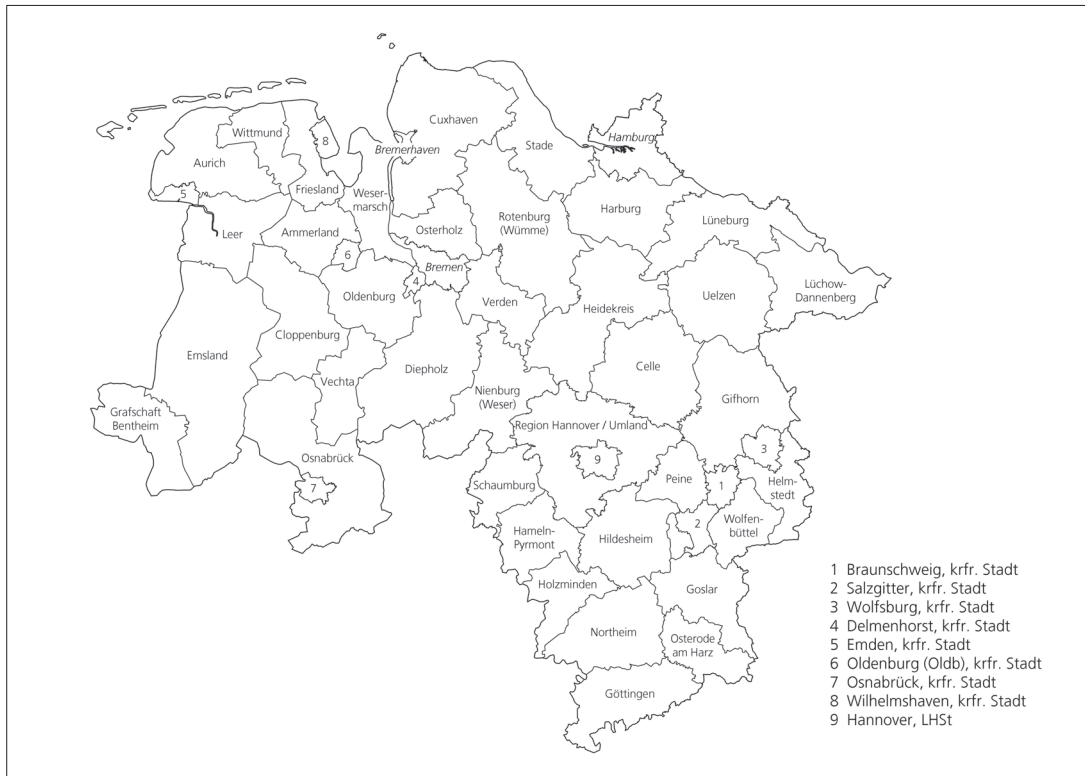 Cuxhaven
Wittmund
8
Bremerhaven
Stade
Hamburg
Aurich
5
Friesland
Weser-
marsch
Harburg
Lüneburg
Leer
Ammerland
Osterholz
Rotenburg
(Wümme)
6
Bremen
4
Oldenburg
Verden
Heidekreis
Uelzen
Lüchow-
Dannenberg
Cloppenburg
Emsland
Vechta
Diepholz
Celle
Nienburg
(Weser)
Gifhorn
Grafschaft
Bentheim
Region Hannover / Umland
3
Osnabrück
9
7
Schaumburg
Peine
1
Helm-
stedt
2
Wolfen-
büttel
Hameln-
Pyrmont
Hildesheim
Holzminden
Goslar
Northeim
Osterode
am Harz
Göttingen
1 Braunschweig, krfr. Stadt
2 Salzgitter, krfr. Stadt
3 Wolfsburg, krfr. Stadt
4 Delmenhorst, krfr. Stadt
5 Emden, krfr. Stadt
6 Oldenburg (Oldb), krfr. Stadt
7 Osnabrück, krfr. Stadt
8 Wilhelmshaven, krfr. Stadt
9 Hannover, LHSt